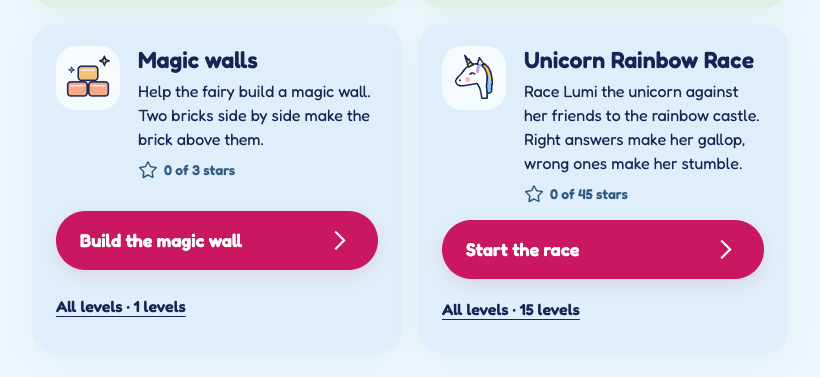 Magic walls
Help the fairy build a magic wall.
Two bricks side by side make the
brick above them.
0 of 3 stars
Build the magic wall
All levels · 1 levels
Unicorn Rainbow Race
Race Lumi the unicorn against
her friends to the rainbow castle.
Right answers make her gallop,
wrong ones make her stumble.
0 of 45 stars
Start the race
All levels · 15 levels